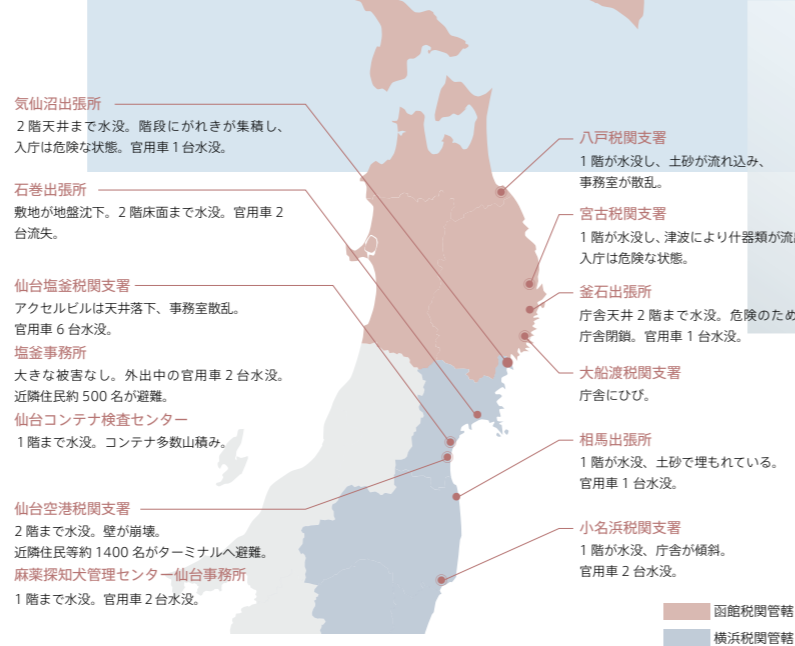 気仙沼出張所
2階天井まで水没。階段にがれきが集積し、
入庁は危険な状態。官用車1台水没。
石巻出張所
敷地が地盤沈下。2階床面まで水没。官用車2
台流失。
仙台塩釜税関支署
アクセルビルは天井落下、事務室散乱。
官用車6台水没。
塩釜事務所
大きな被害なし。外出中の官用車2台水没。
近隣住民約500名が避難。
仙台コンテナ検査センター
1階まで水没。コンテナ多数山積み。
仙台空港税関支署
2階まで水没。壁が崩壊。
近隣住民等約1400名がターミナルへ避難。
麻薬探知犬管理センター仙台事務所
1階まで水没。官用車2台水没。
八戸税関支署
1階が水没し、土砂が流れ込み、
事務室が散乱。
宮古税関支署
1階が水没し、津波により什器類が流
入庁は危険な状態。
釜石出張所
庁舎天井2階まで水没。危険のため
庁舎閉鎖。官用車1台水没。
大船渡税関支署
庁舎にひび。
相馬出張所
1階が水没、土砂で埋もれている。
官用車1台水没。
小名浜税関支署
1階が水没、庁舎が傾斜。
官用車2台水没。
函館税関管轄
横浜税関管轄